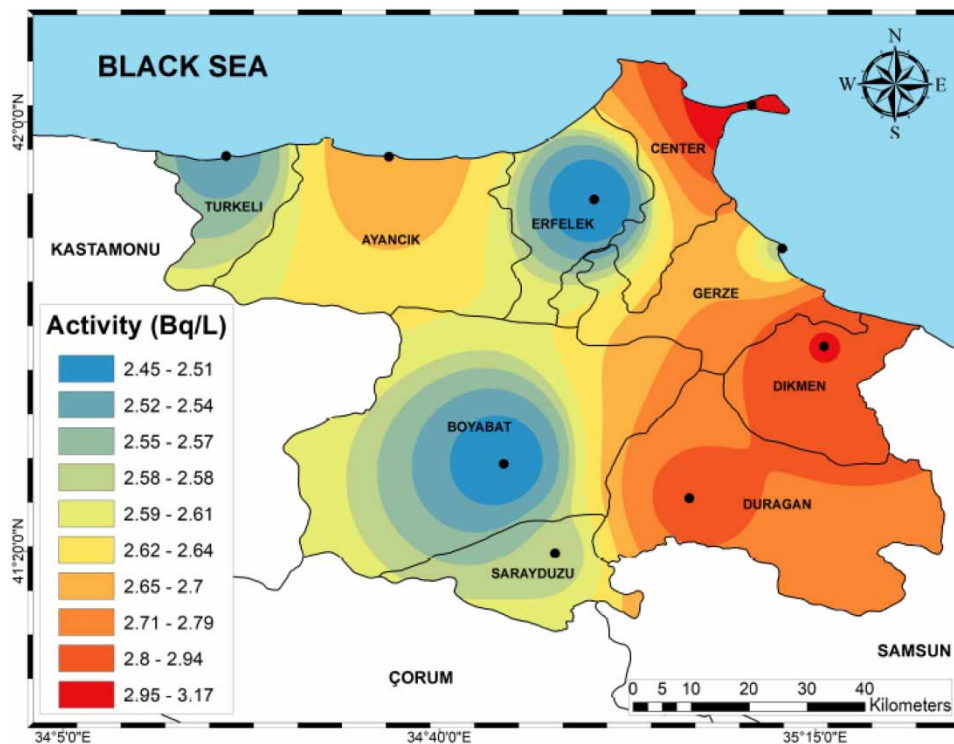 BLACK SEA
N
W E
S
42°0'0"N
CENTER
TURKELI
ERFELEK
AYANCIK
KASTAMONU
GERZE
Activity (Bq/L)
2.45 - 2.51
2.52 - 2.54
2.55 - 2.57
2.58 - 2.58
2.59 - 2.61
2.62 - 2.64
2.65 - 2.7
2.71 - 2.79
2.8 - 2.94
2.95 - 3.17
DIKMEN
BOYABAT
DURAGAN
41°20'0"N
SARAYDUZU
ÇORUM
SAMSUN
0 5 10 20 30 40
Kilometers
34°5'0"E 34°40'0"E 35°15'0"E